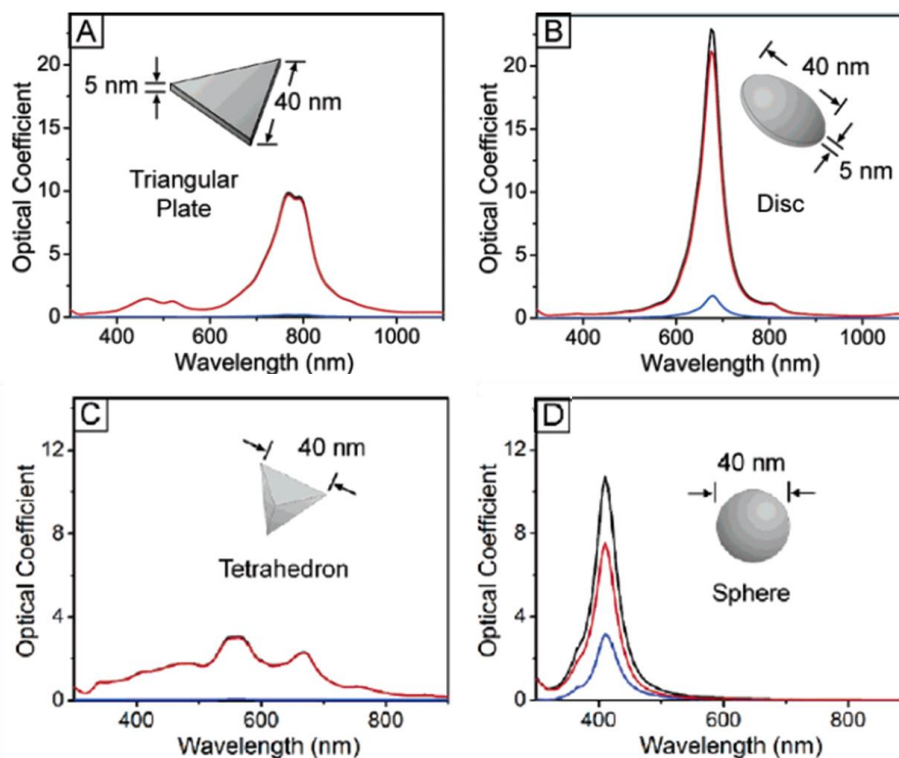 A
20
15
10
5
0
Optical Coefficient
5 nm
40 nm
Triangular
Plate
400 600 800 1000
Wavelength (nm)
B
20
15
10
5
0
Optical Coefficient
40 nm
5 nm
Disc
400 600 800 1000
Wavelength (nm)
C
12
8
4
0
Optical Coefficient
40 nm
Tetrahedron
400 600 800
Wavelength (nm)
D
12
8
4
0
Optical Coefficient
40 nm
Sphere
400 600 800
Wavelength (nm)